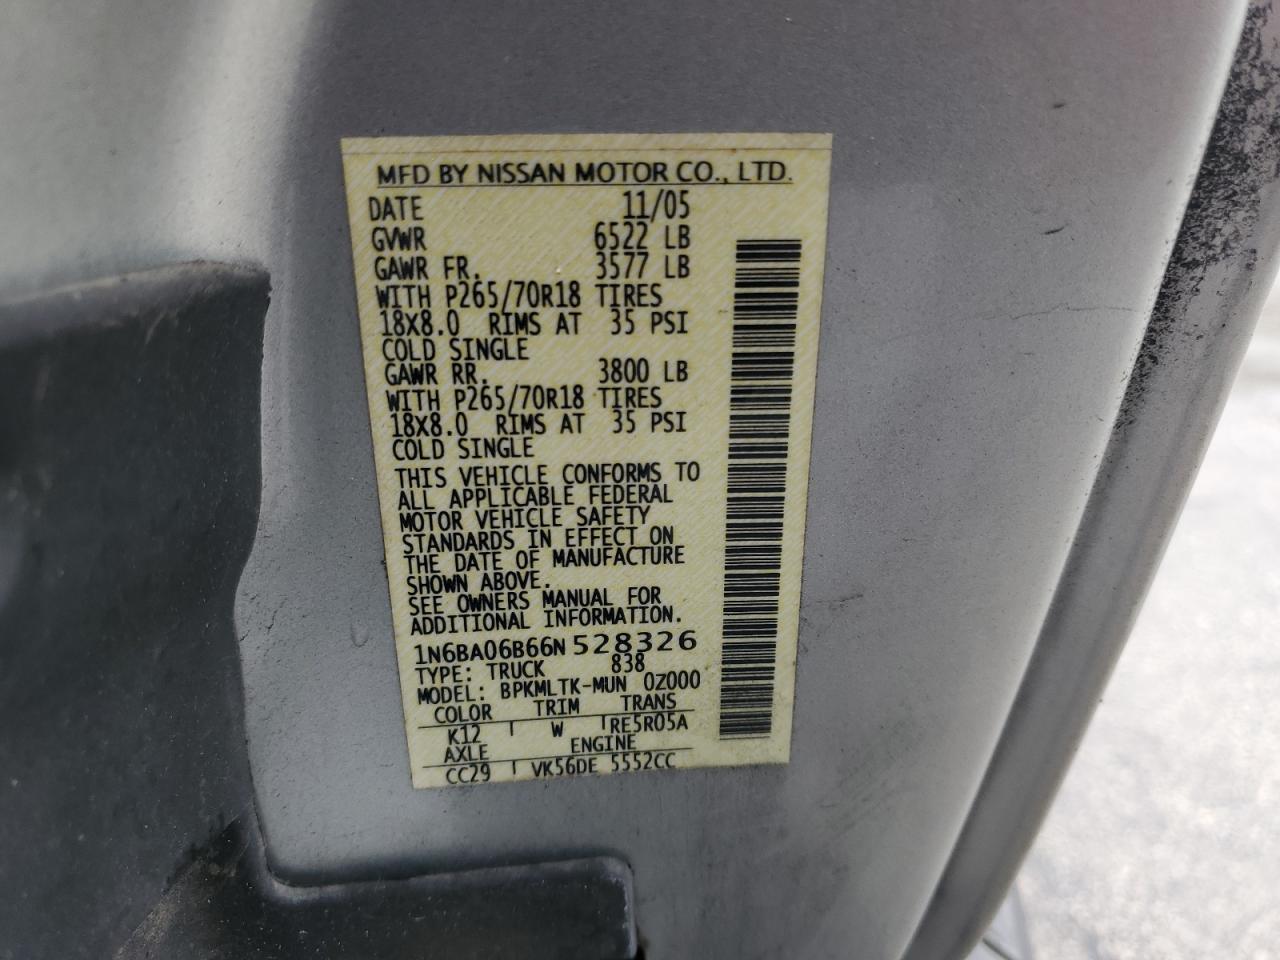 MFD BY NISSAN MOTOR CO., LTD.
DATE 11/05
GVWR 6522 LB
GAWR FR. 3577 LB
WITH P265/70R18 TIRES
18X8.0 RIMS AT 35 PSI
COLD SINGLE
GAWR RR. 3800 LB
WITH P265/70R18 TIRES
18X8.0 RIMS AT 35 PSI
COLD SINGLE
THIS VEHICLE CONFORMS TO
ALL APPLICABLE FEDERAL
MOTOR VEHICLE SAFETY
STANDARDS IN EFFECT ON
THE DATE OF MANUFACTURE
SHOWN ABOVE.
SEE OWNERS MANUAL FOR
ADDITIONAL INFORMATION.
1N6BA06B66N528326
TYPE: TRUCK 838
MODEL: BPKMLTK-MUN 0Z000
COLOR TRIM TRANS
K12 W RE5R05A
AXLE ENGINE
CC29 VK56DE 5552CC